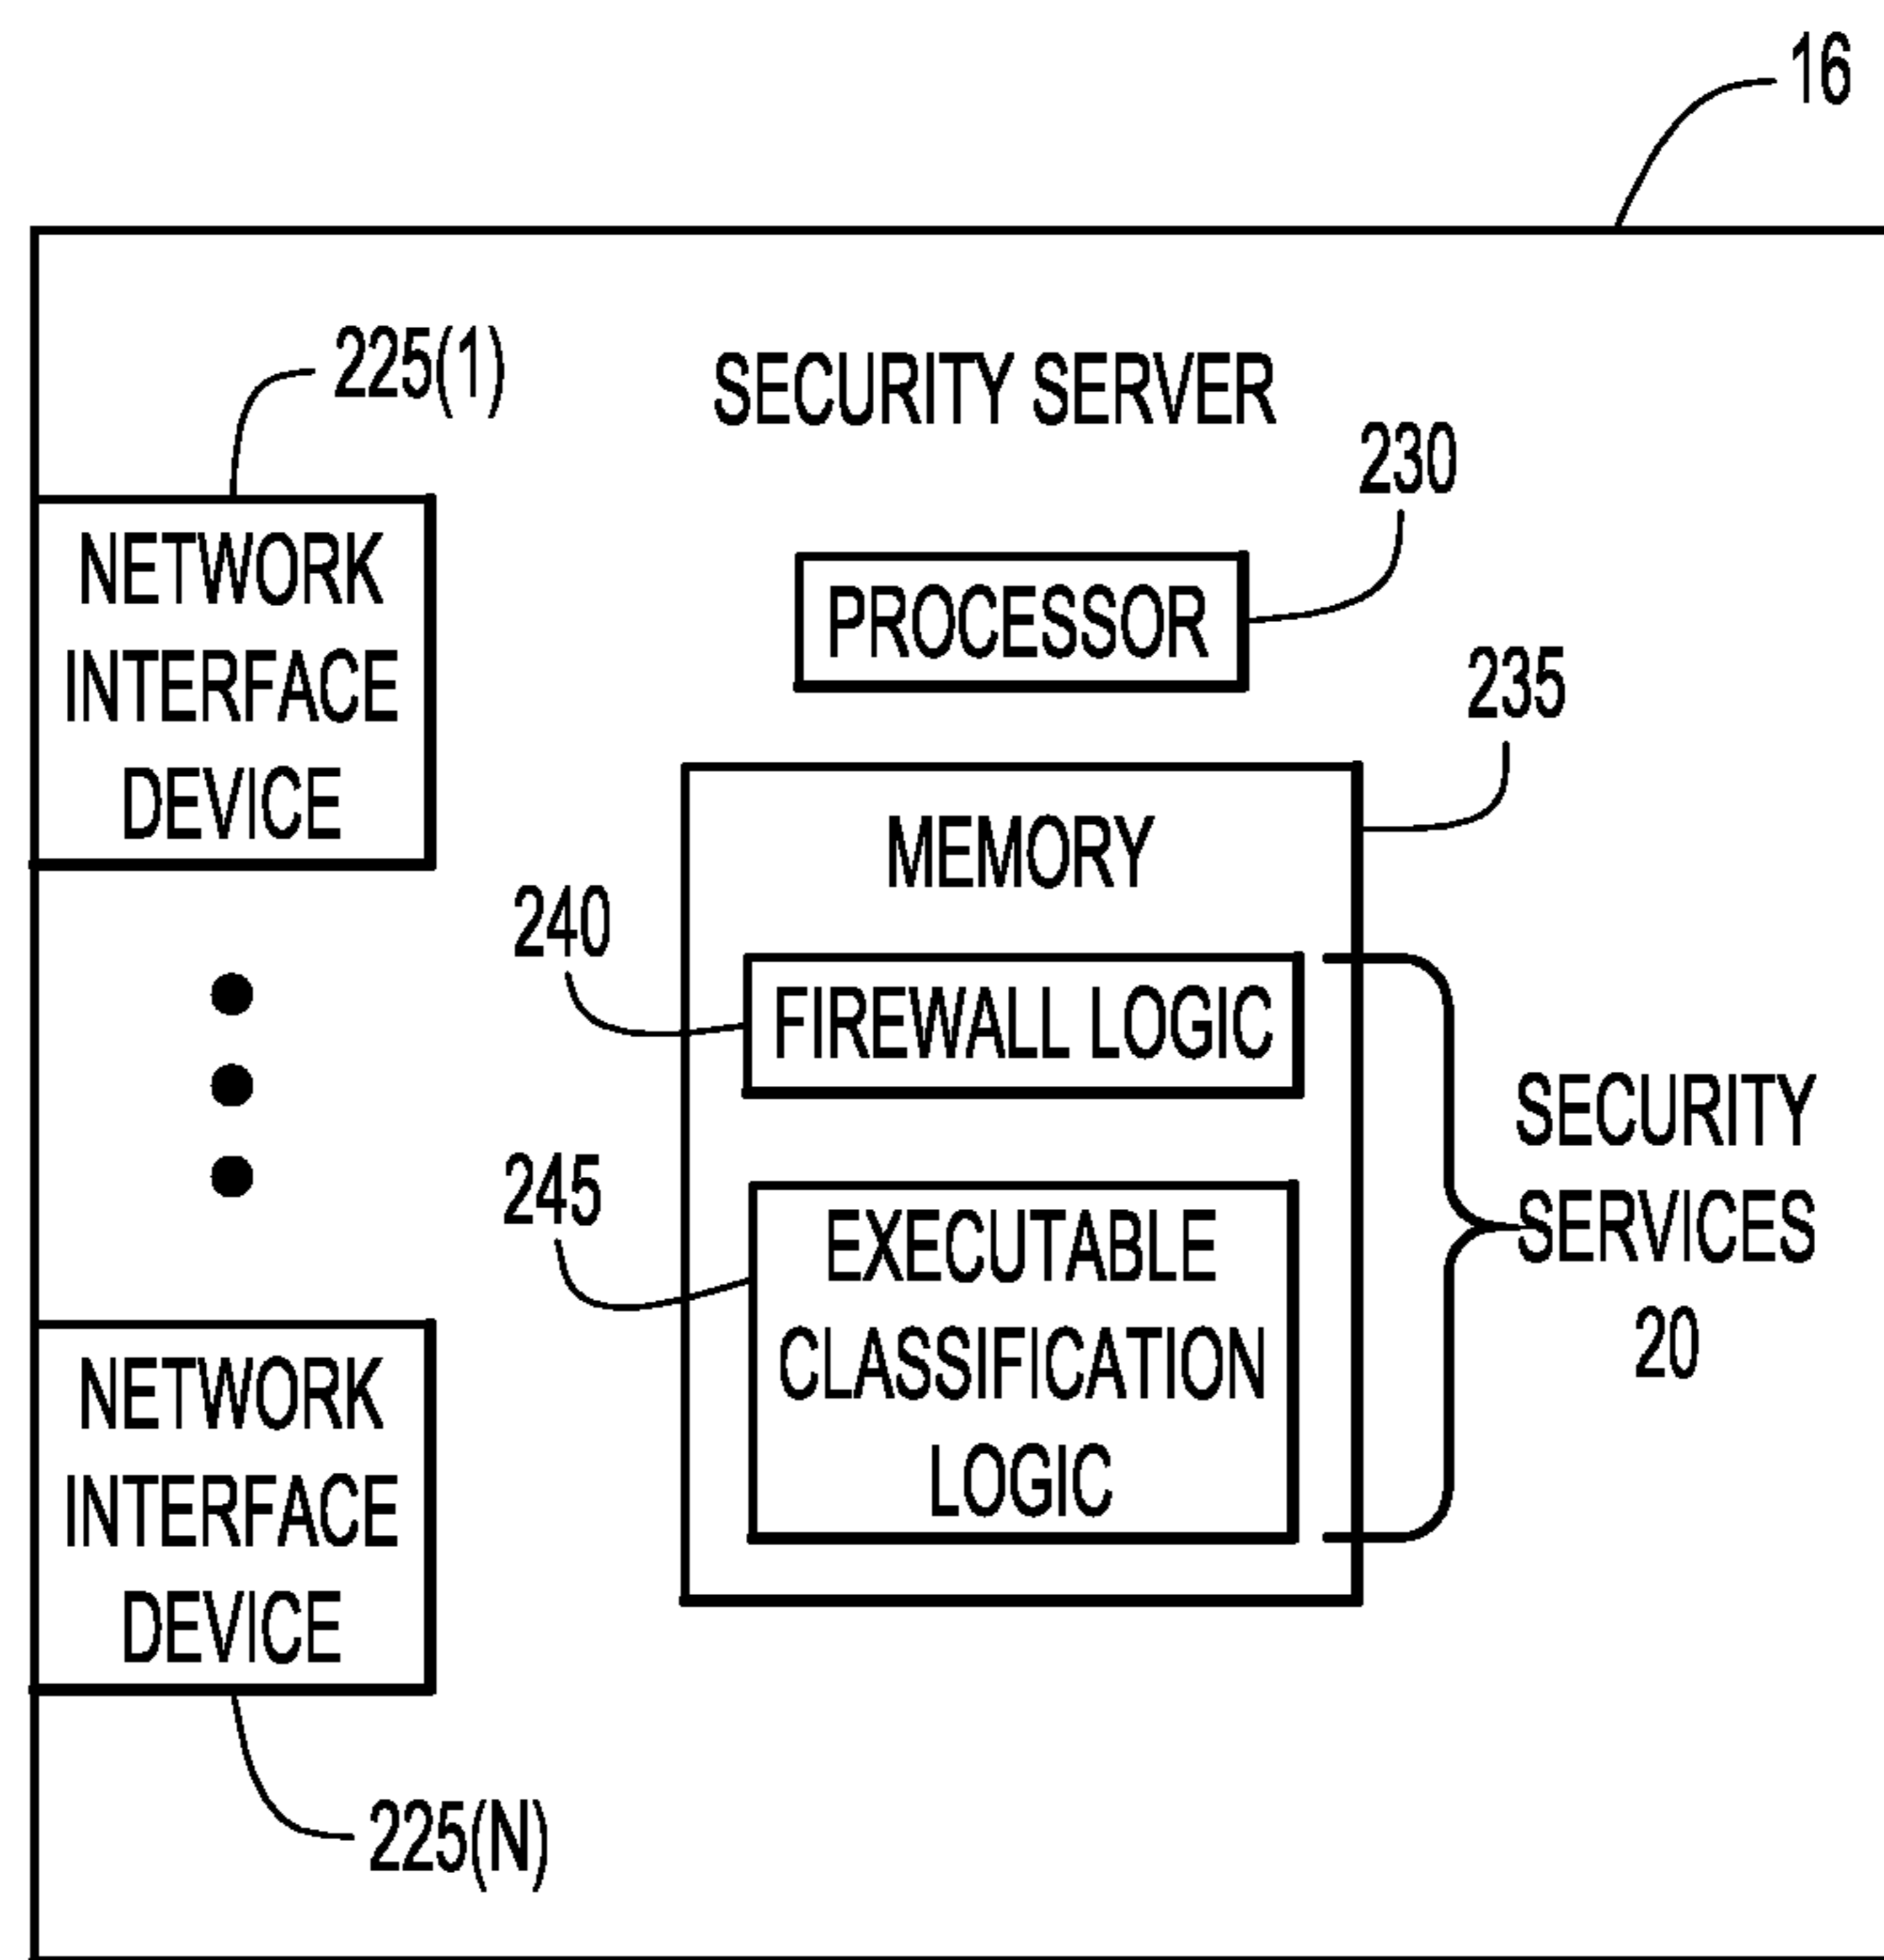 16
225(1)
SECURITY SERVER
230
NETWORK
INTERFACE
DEVICE
PROCESSOR
235
MEMORY
240
FIREWALL LOGIC
245
EXECUTABLE
CLASSIFICATION
LOGIC
SECURITY
SERVICES
20
NETWORK
INTERFACE
DEVICE
225(N)